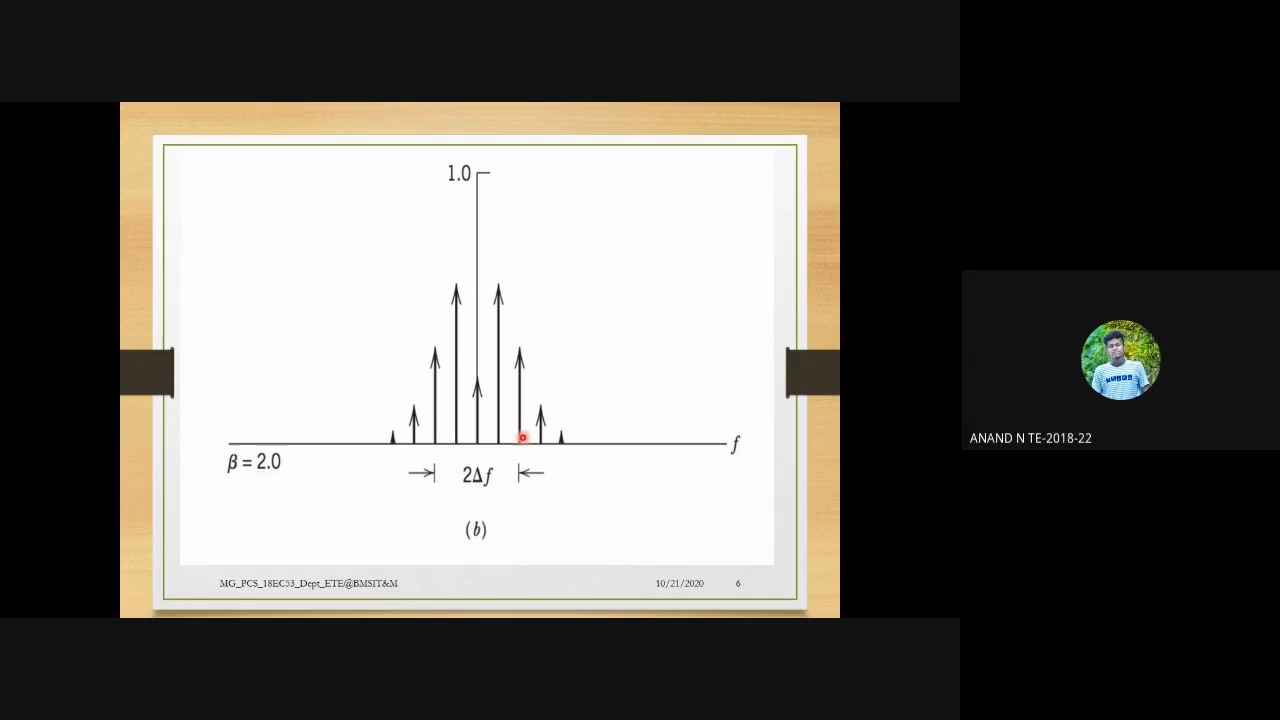 1.0
f
β = 2.0
2Δf
(b)
MG_PCS_18EC53_Dept_ETE@BMSIT&M 10/21/2020 6
ANAND N TE-2018-22